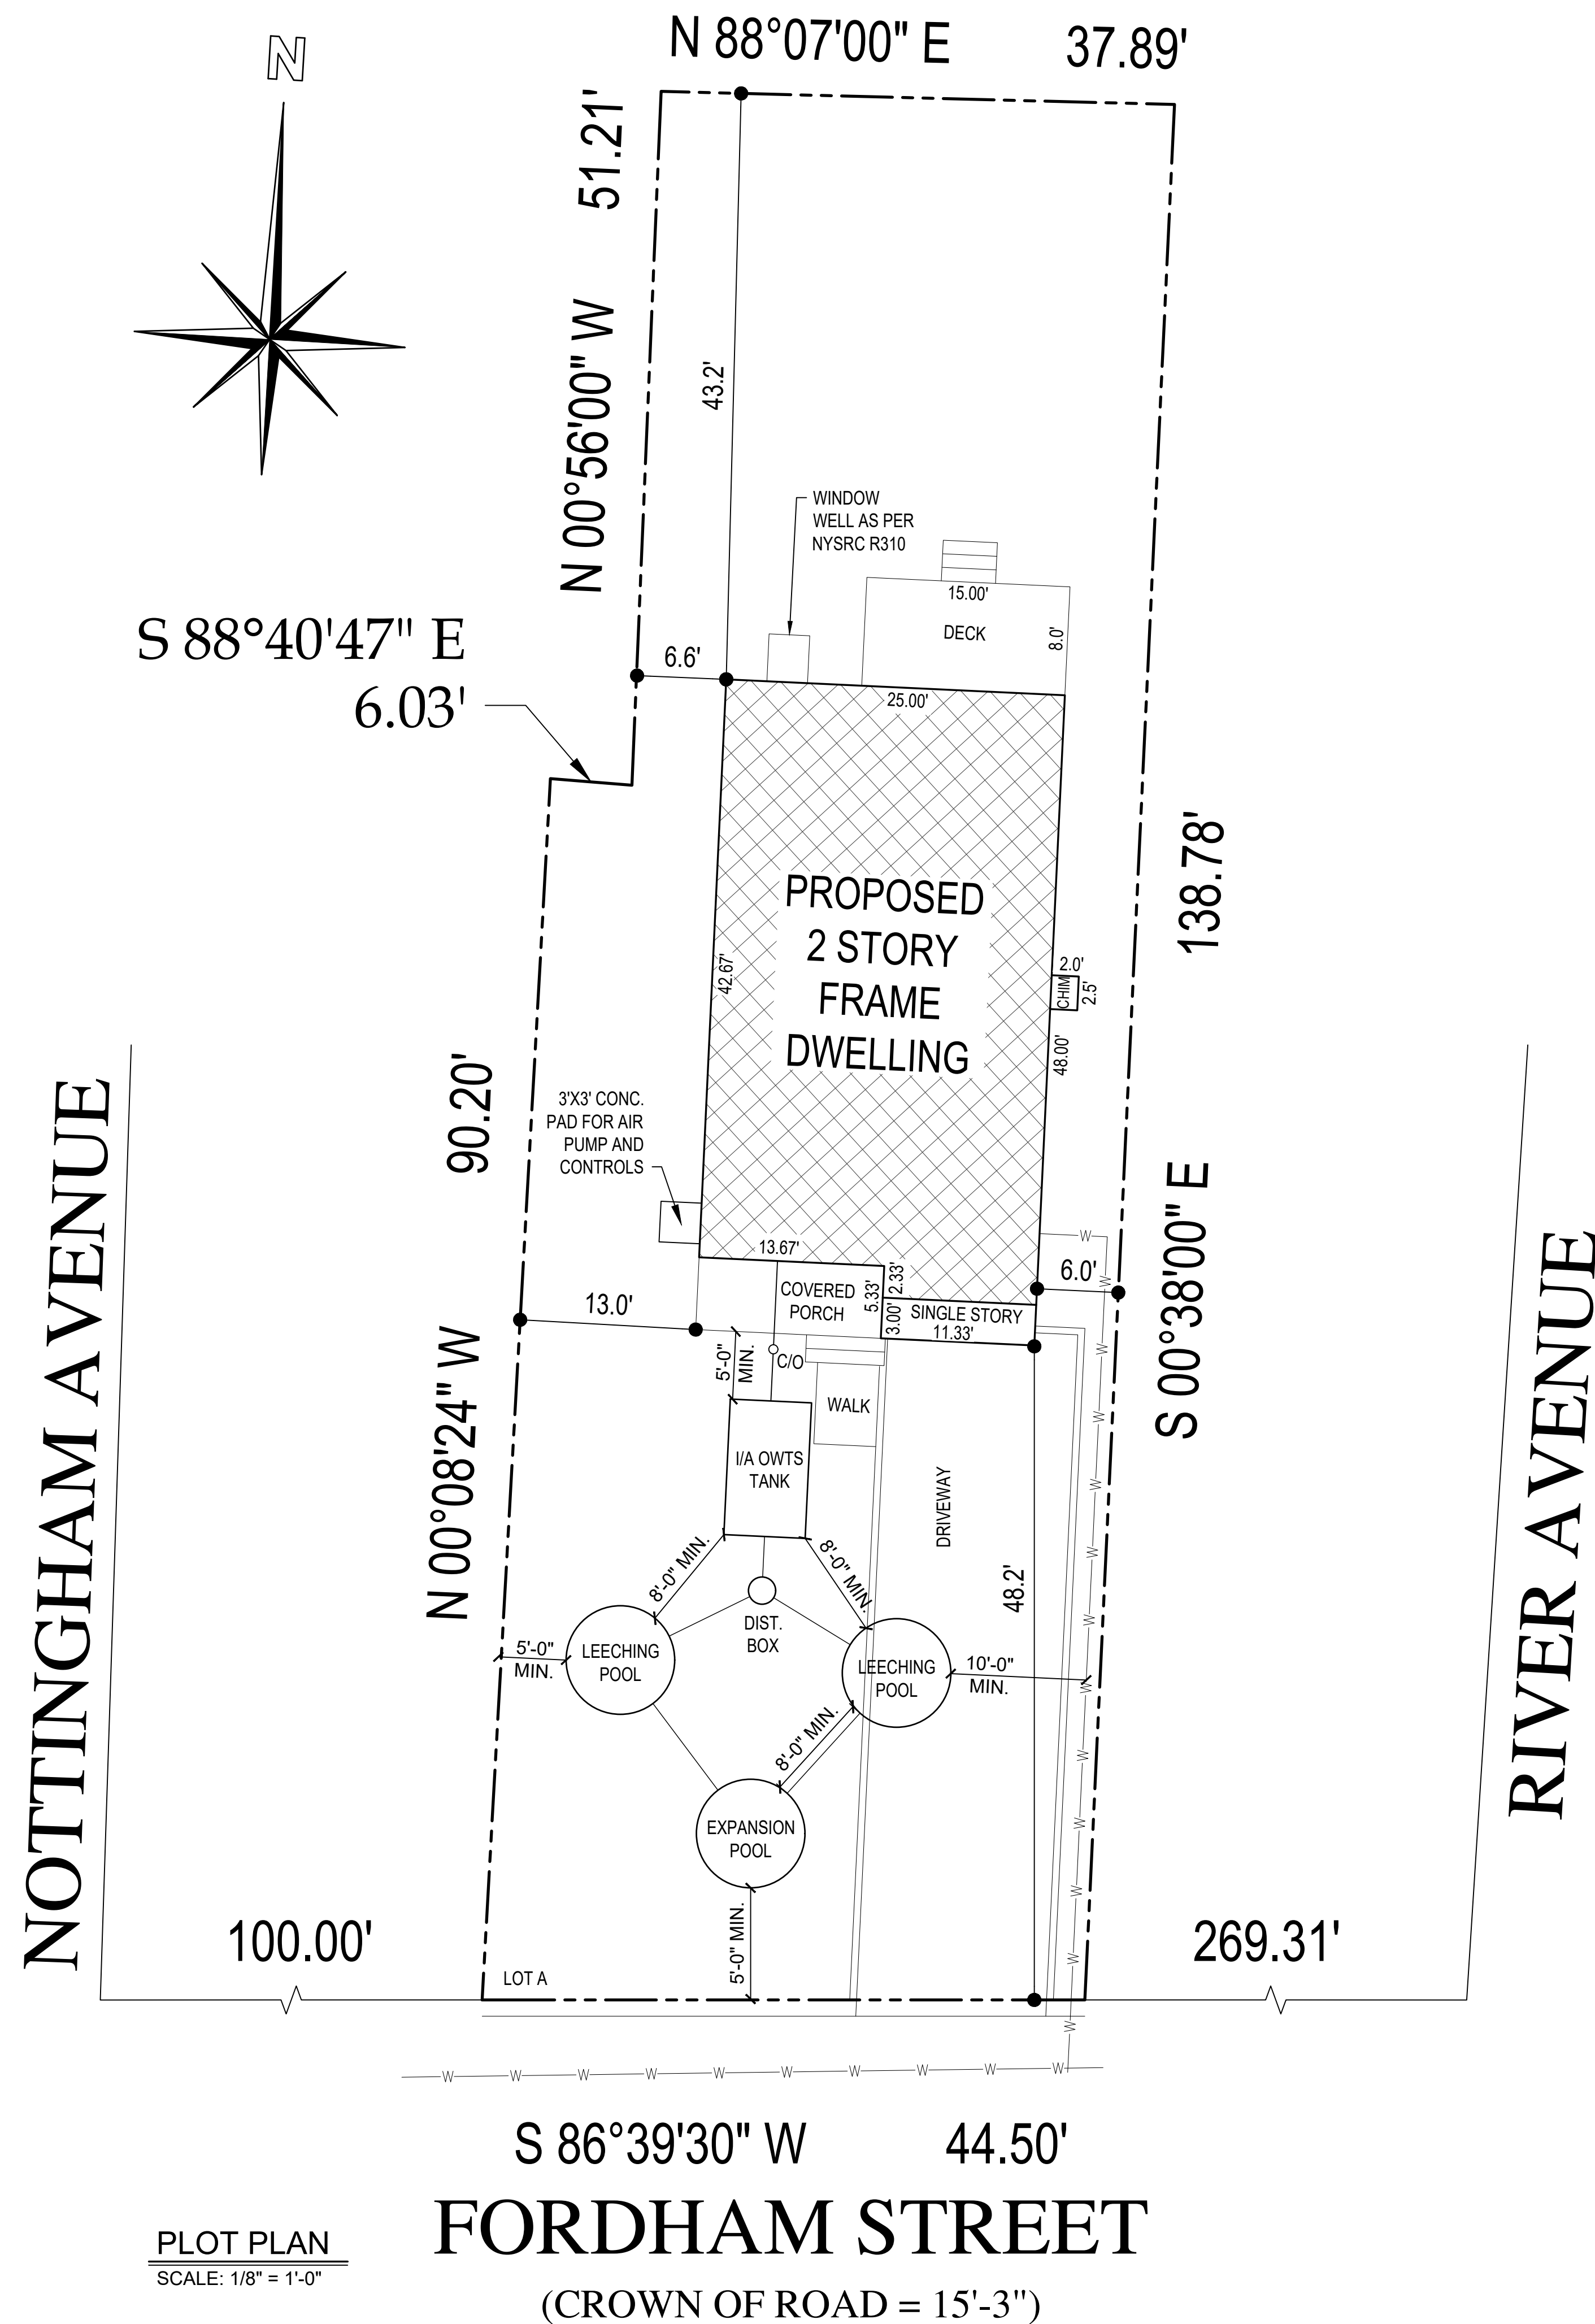 N 88°07'00" E 37.89'
N
51.21'
N 00°56'00" W
43.2'
WINDOW
WELL AS PER
NYSRC R310
15.00'
DECK
8.0'
S 88°40'47" E
6.03'
6.6'
25.00'
138.78'
PROPOSED
2 STORY
FRAME
DWELLING
42.67'
2.0'
CHIM
2.5'
48.00'
90.20'
3'X3' CONC.
PAD FOR AIR
PUMP AND
CONTROLS
NOTTINGHAM AVENUE
RIVER AVENUE
S 00°38'00" E
W
W
13.67'
COVERED
PORCH
5.33'
2.33'
6.0'
3.00'
SINGLE STORY
11.33'
13.0'
5'-0"
MIN.
C/O
WALK
N 00°08'24" W
I/A OWTS
TANK
DRIVEWAY
48.2'
8'-0" MIN.
8'-0" MIN.
DIST.
BOX
LEECHING
POOL
5'-0"
MIN.
LEECHING
POOL
10'-0"
MIN.
8'-0" MIN.
EXPANSION
POOL
5'-0" MIN.
W
W
W
W
W
W
W
W
W
W
W
W
100.00'
269.31'
LOT A
W W W W W W W W W W
S 86°39'30" W 44.50'
FORDHAM STREET
(CROWN OF ROAD = 15'-3")
PLOT PLAN
SCALE: 1/8" = 1'-0"